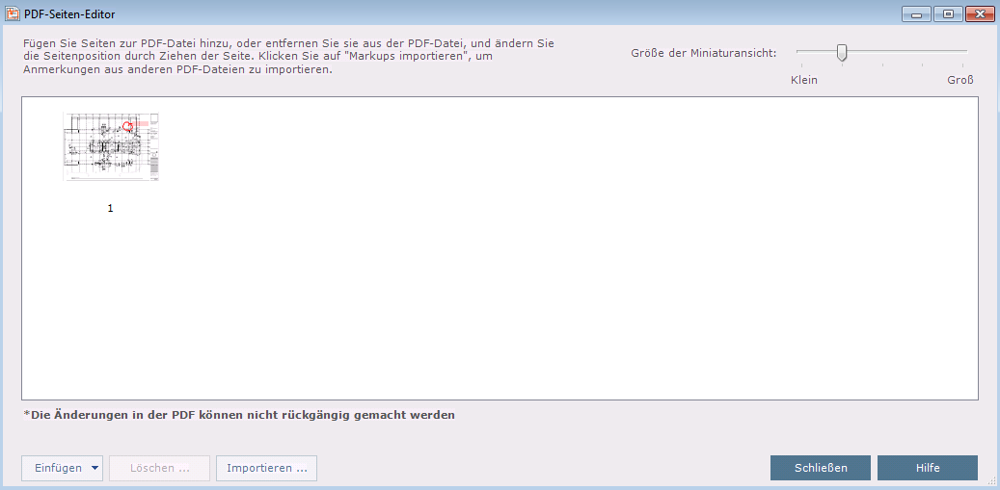 PDF-Seiten-Editor
Fügen Sie Seiten zur PDF-Datei hinzu, oder entfernen Sie sie aus der PDF-Datei, und ändern Sie
die Seitenposition durch Ziehen der Seite. Klicken Sie auf "Markups importieren", um
Anmerkungen aus anderen PDF-Dateien zu importieren.
Größe der Miniaturansicht:
Klein
Groß
1
*Die Änderungen in der PDF können nicht rückgängig gemacht werden
Einfügen
Löschen ...
Importieren ...
Schließen
Hilfe